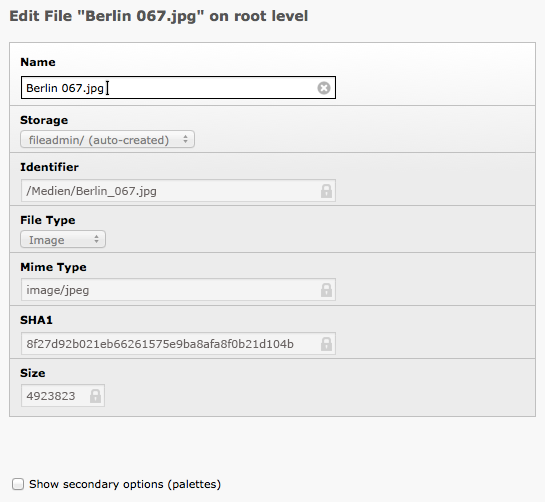 Edit File "Berlin 067.jpg" on root level
Name
Berlin 067.jpg
Storage
fileadmin/ (auto-created)
Identifier
/Medien/Berlin_067.jpg
File Type
Image
Mime Type
image/jpeg
SHA1
8f27d92b021eb66261575e9ba8afa8f0b21d104b
Size
4923823
Show secondary options (palettes)